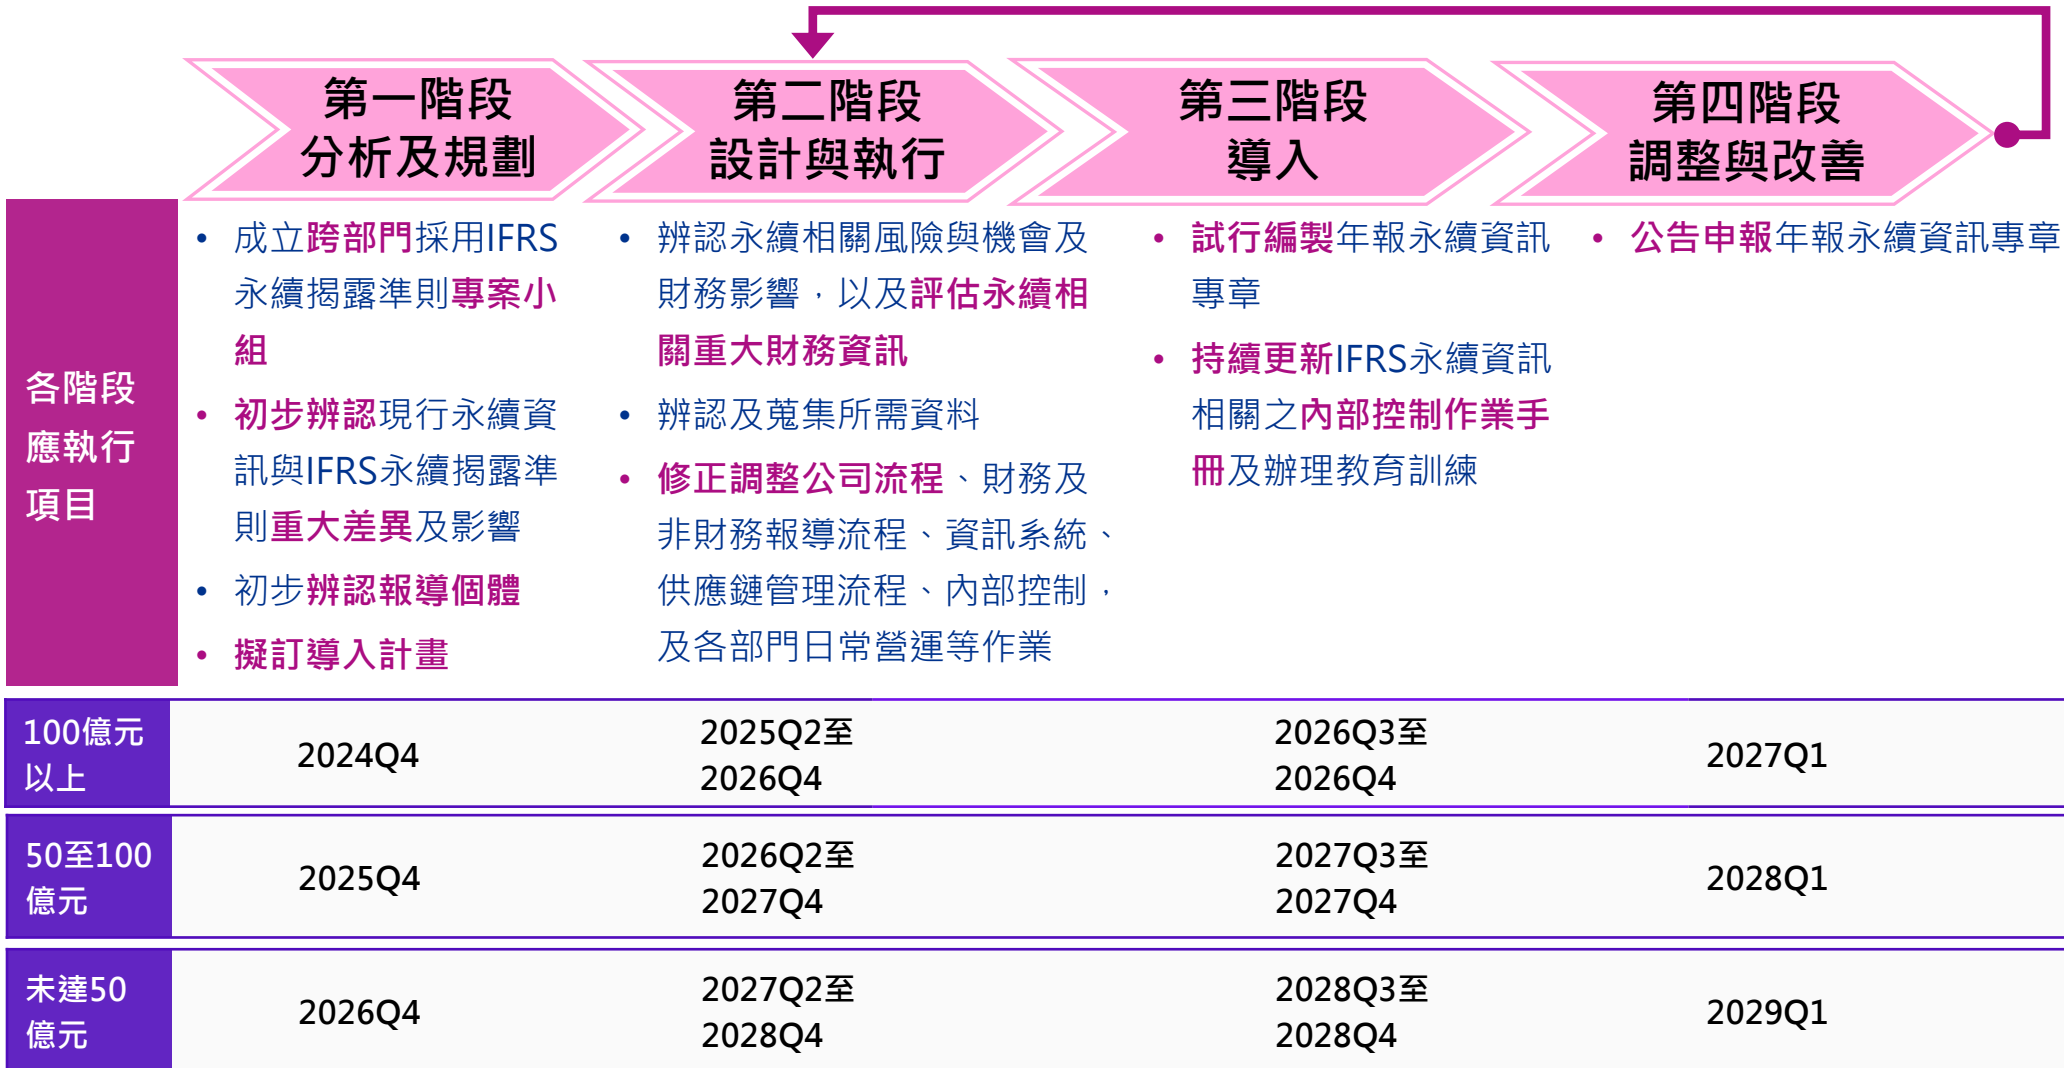 第一階段
分析及規劃
第二階段
設計與執行
第三階段
導入
第四階段
調整與改善
各階段
應執行
項目
• 成立跨部門採用IFRS
永續揭露準則專案小
組
• 初步辨認現行永續資
訊與IFRS永續揭露準
則重大差異及影響
• 初步辨認報導個體
• 擬訂導入計畫
• 辨認永續相關風險與機會及
財務影響，以及評估永續相
關重大財務資訊
• 辨認及蒐集所需資料
• 修正調整公司流程、財務及
非財務報導流程、資訊系統、
供應鏈管理流程、內部控制，
及各部門日常營運等作業
• 試行編製年報永續資訊
專章
• 持續更新IFRS永續資訊
相關之內部控制作業手
冊及辦理教育訓練
• 公告申報年報永續資訊專章
100億元
以上
2024Q4
2025Q2至
2026Q4
2026Q3至
2026Q4
2027Q1
50至100
億元
2025Q4
2026Q2至
2027Q4
2027Q3至
2027Q4
2028Q1
未達50
億元
2026Q4
2027Q2至
2028Q4
2028Q3至
2028Q4
2029Q1